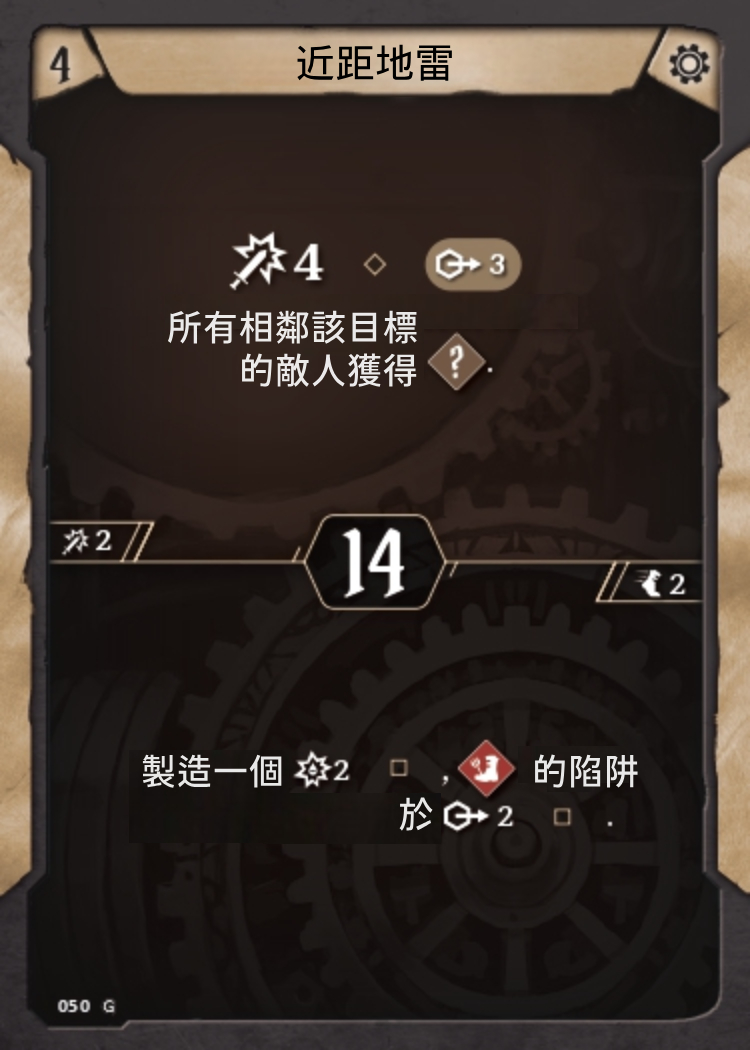 4
近距地雷
4 3
所有相鄰該目標
的敵人獲得 ? .
2
14
2
製造一個 2 , 的陷阱
於 2 .
050 G